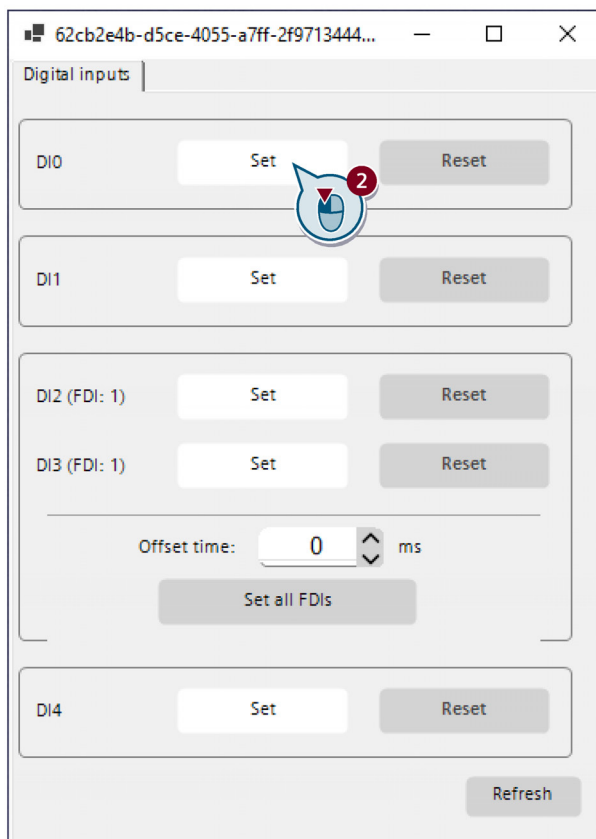 62cb2e4b-d5ce-4055-a7ff-2f9713444...
Digital inputs
DI0 Set Reset
2
DI1 Set Reset
DI2 (FDI: 1) Set Reset
DI3 (FDI: 1) Set Reset
Offset time: 0 ms
Set all FDIs
DI4 Set Reset
Refresh